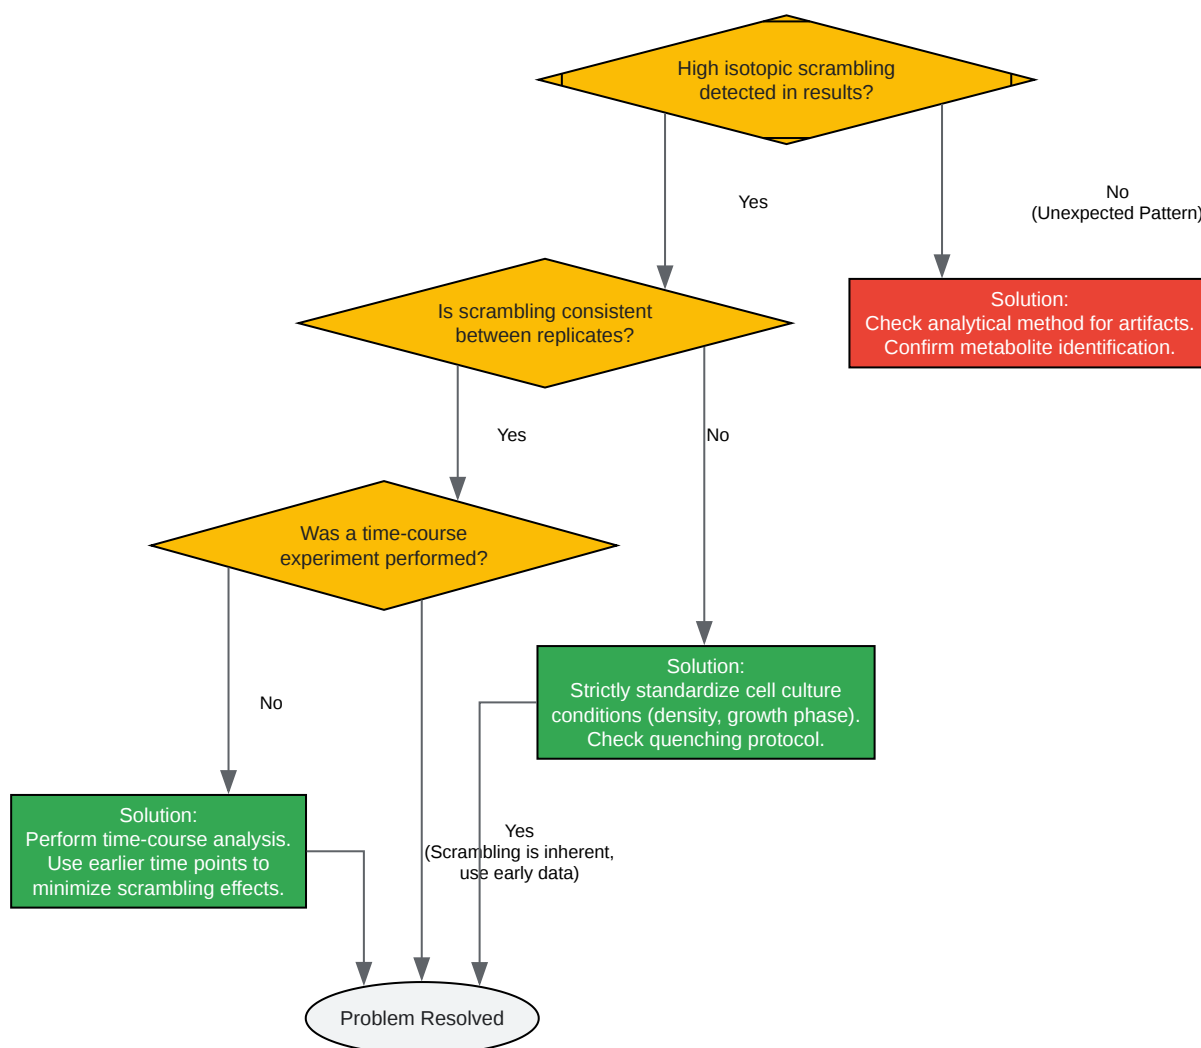 High isotopic scrambling
detected in results?
Yes
No
(Unexpected Pattern)
Is scrambling consistent
between replicates?
Solution:
Check analytical method for artifacts.
Confirm metabolite identification.
Yes
No
Was a time-course
experiment performed?
Solution:
Strictly standardize cell culture
conditions (density, growth phase).
Check quenching protocol.
No
Solution:
Perform time-course analysis.
Use earlier time points to
minimize scrambling effects.
Yes
(Scrambling is inherent,
use early data)
Problem Resolved